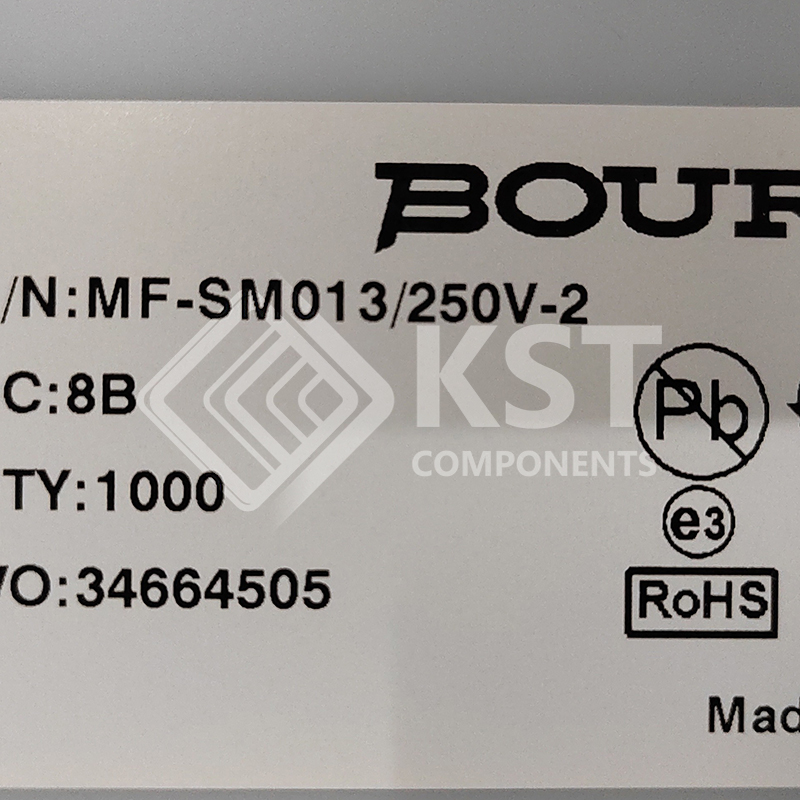 BOUR
/N:MF-SM013/250V-2
C:8B
TY:1000
/O:34664505
KST
COMPONENTS
Pb
e3
RoHS
Mad